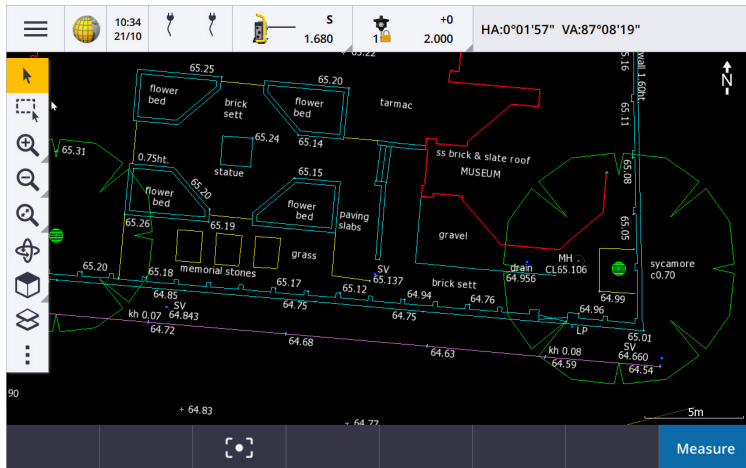 10:34
21/10
S
1.680
1
+0
2.000
HA:0°01'57" VA:87°08'19"
65.22
65.16
wall 1.60ht.
N
65.25
65.20
flower
bed
brick
sett
flower
bed
tarmac
65.11
65.24
65.14
65.31
0.75ht.
statue
65.15
ss brick & slate roof
MUSEUM
65.08
flower
bed
65.20
flower
bed
paving
slabs
65.26
65.19
65.05
gravel
grass
memorial stones
MH
CL65.106
sycamore
c0.70
65.20
65.18
65.17
SV
65.137
drain
64.956
65.12
brick sett
64.99
64.85
64.94
64.76
64.96
SV
64.843
64.75
64.75
kh 0.07
64.72
LP
65.01
64.68
64.63
kh 0.08
64.59
SV
64.660
64.54
90
64.83
64.77
5m
Measure